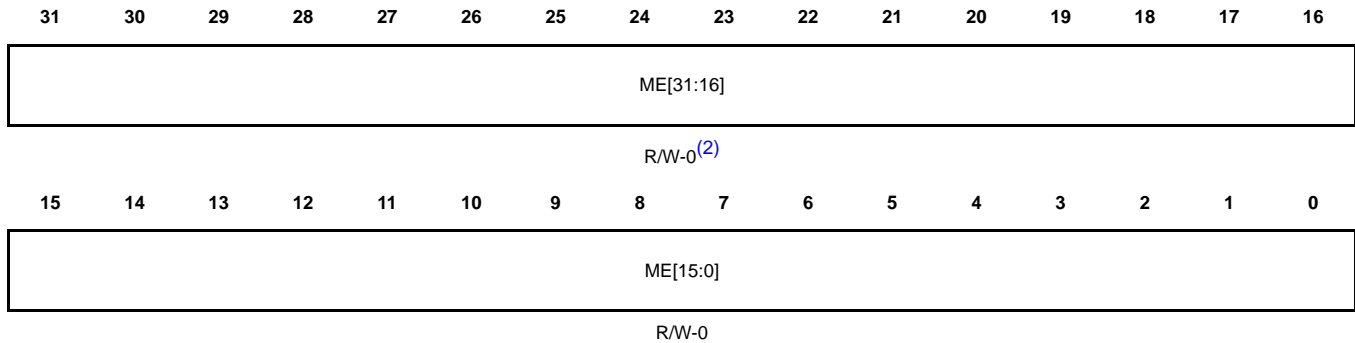 31 30 29 28 27 26 25 24 23 22 21 20 19 18 17 16
ME[31:16]
R/W-0(2)
15 14 13 12 11 10 9 8 7 6 5 4 3 2 1 0
ME[15:0]
R/W-0